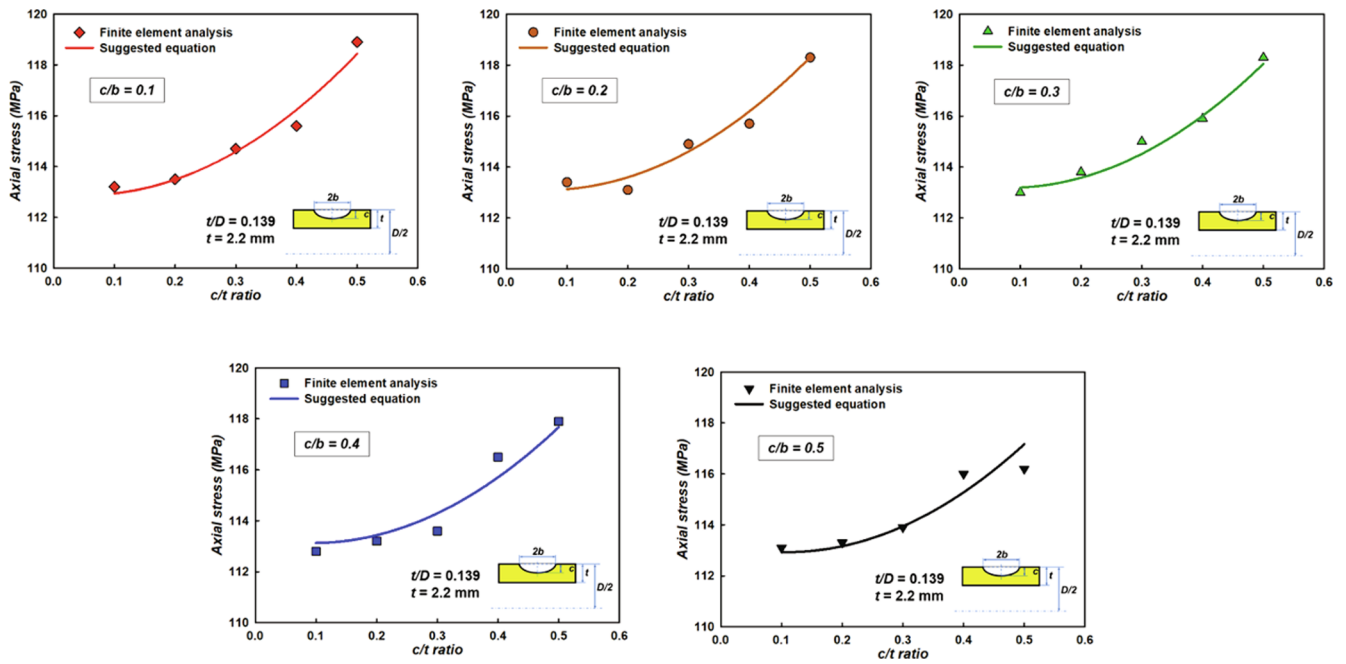 120
118
116
114
112
110
Axial stress (MPa)
Finite element analysis
Suggested equation
c/b = 0.1
t/D = 0.139
t = 2.2 mm
2b
c
t
D/2
0.0 0.1 0.2 0.3 0.4 0.5 0.6
c/t ratio
120
118
116
114
112
110
Axial stress (MPa)
Finite element analysis
Suggested equation
c/b = 0.2
t/D = 0.139
t = 2.2 mm
2b
c
t
D/2
0.0 0.1 0.2 0.3 0.4 0.5 0.6
c/t ratio
120
118
116
114
112
110
Axial stress (MPa)
Finite element analysis
Suggested equation
c/b = 0.3
t/D = 0.139
t = 2.2 mm
2b
c
t
D/2
0.0 0.1 0.2 0.3 0.4 0.5 0.6
c/t ratio
120
118
116
114
112
110
Axial stress (MPa)
Finite element analysis
Suggested equation
c/b = 0.4
t/D = 0.139
t = 2.2 mm
2b
c
t
D/2
0.0 0.1 0.2 0.3 0.4 0.5 0.6
c/t ratio
120
118
116
114
112
110
Axial stress (MPa)
Finite element analysis
Suggested equation
c/b = 0.5
t/D = 0.139
t = 2.2 mm
2b
c
t
D/2
0.0 0.1 0.2 0.3 0.4 0.5 0.6
c/t ratio